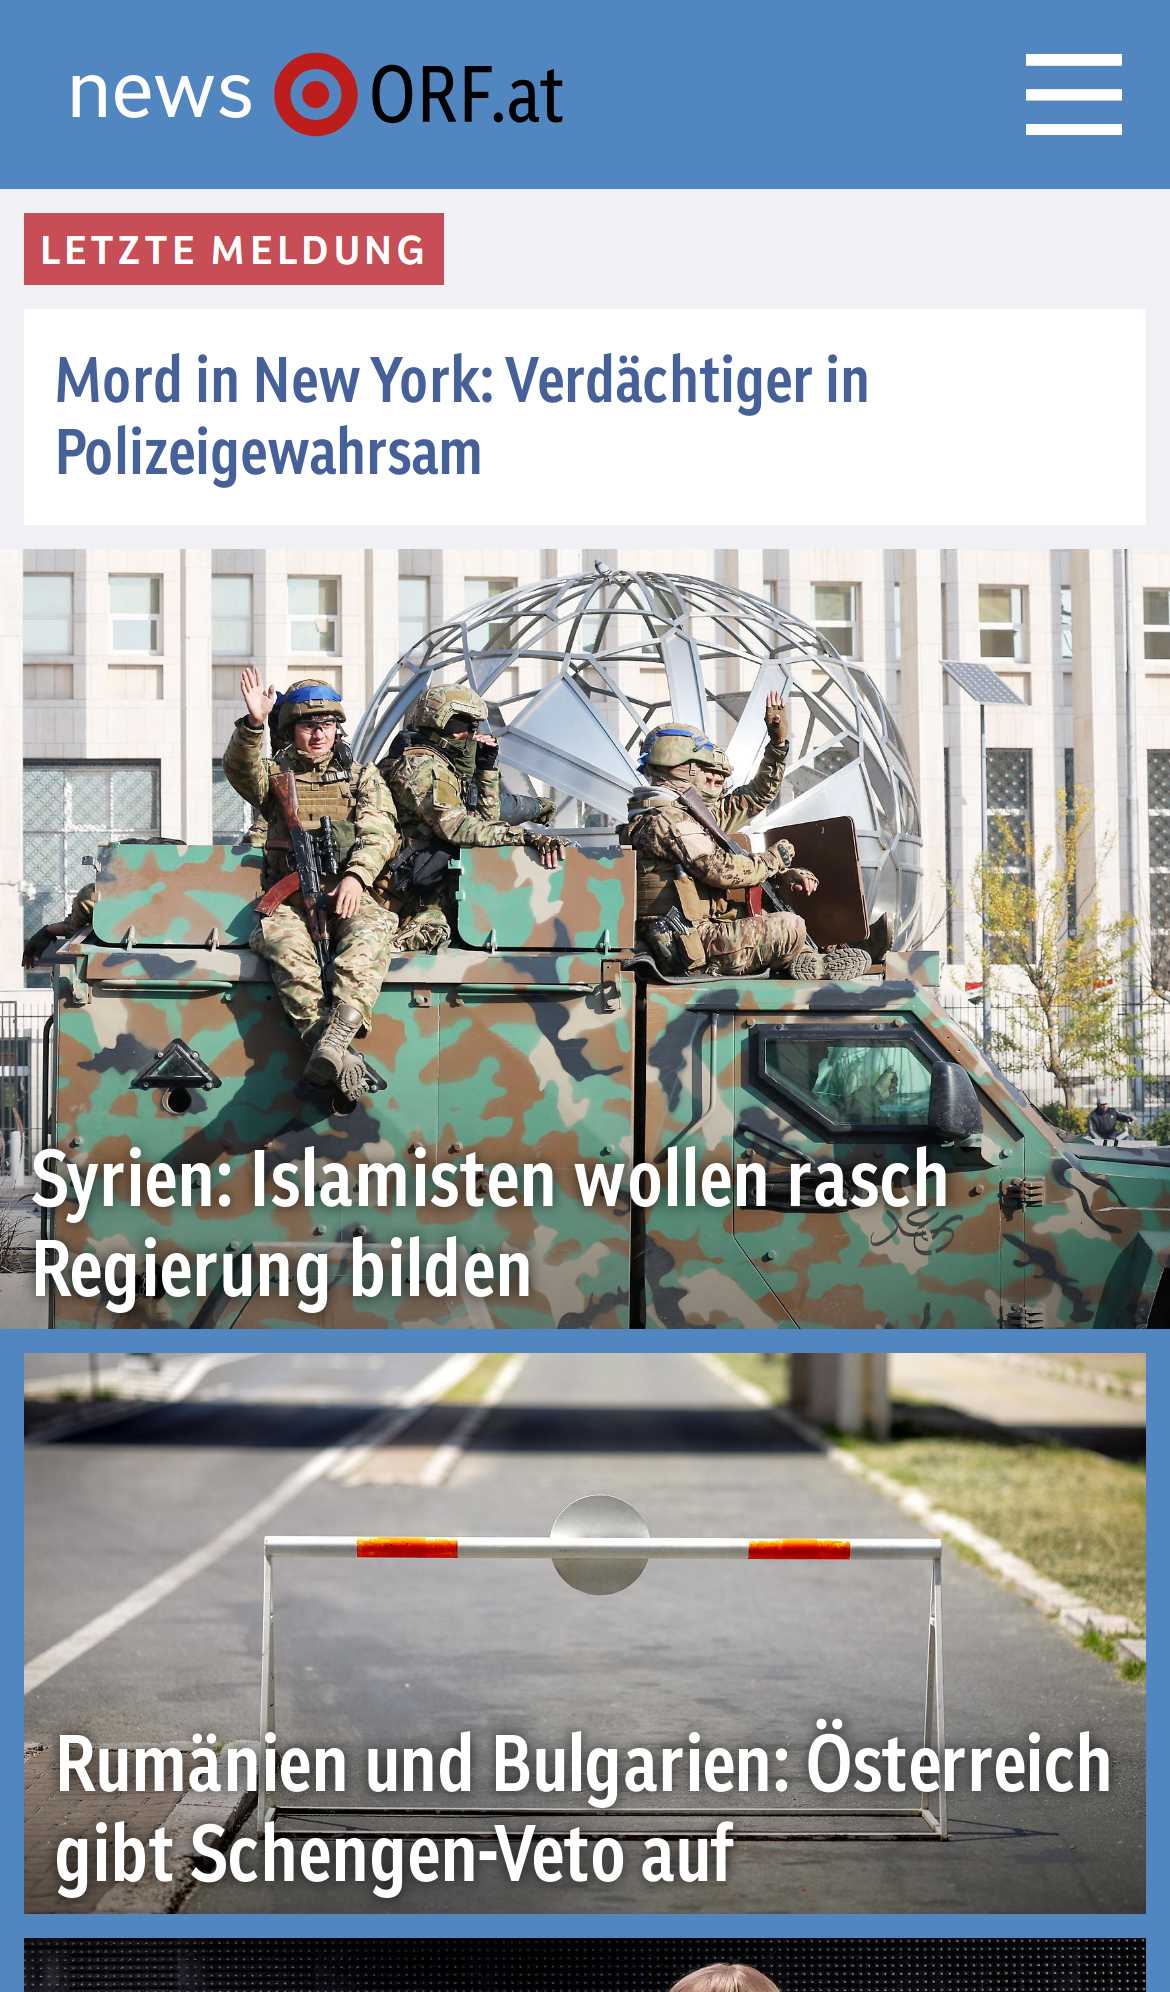 news ORF.at
LETZTE MELDUNG
Mord in New York: Verdächtiger in
Polizeigewahrsam
Syrien: Islamisten wollen rasch
Regierung bilden
Rumänien und Bulgarien: Österreich
gibt Schengen-Veto auf